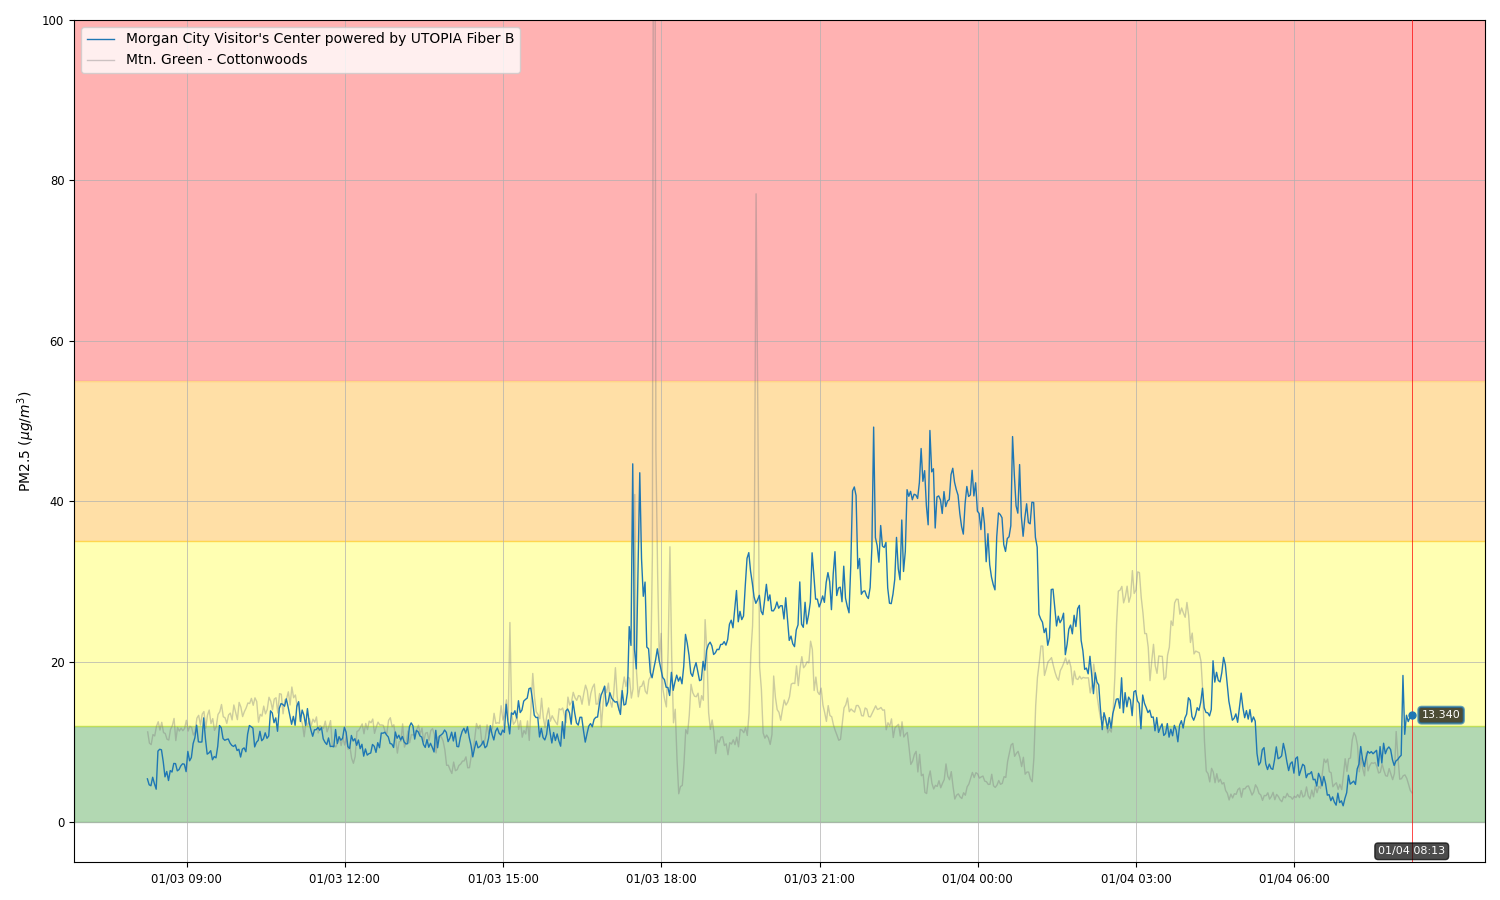 100
Morgan City Visitor's Center powered by UTOPIA Fiber B
Mtn. Green - Cottonwoods
80
60
PM2.5 (μg/m³)
40
20
13.340
0
01/04 08:13
01/03 09:00 01/03 12:00 01/03 15:00 01/03 18:00 01/03 21:00 01/04 00:00 01/04 03:00 01/04 06:00